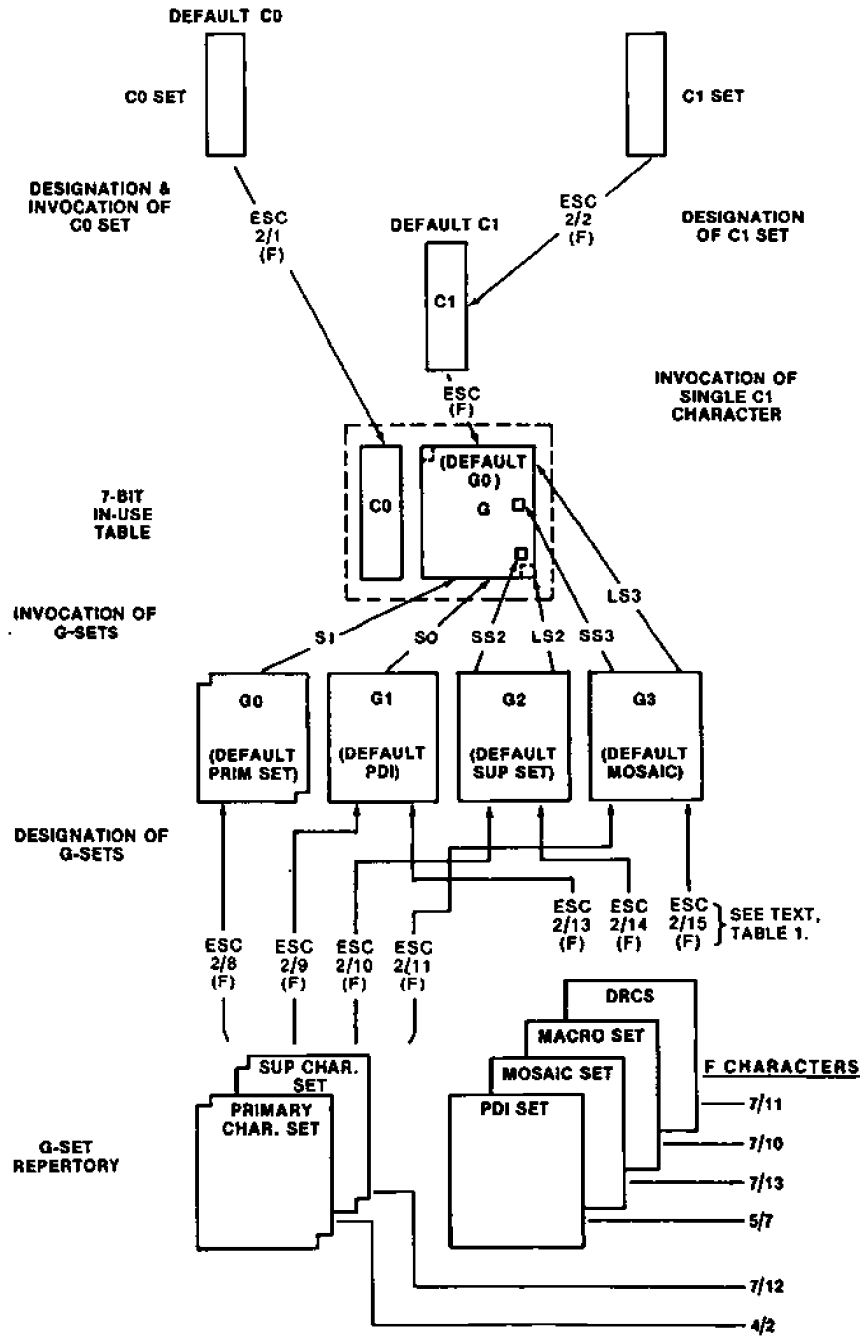 DEFAULT C0
C0 SET
C1 SET
DESIGNATION &
INVOCATION OF
C0 SET
ESC
2/1
(F)
DEFAULT C1
ESC
2/2
(F)
DESIGNATION
OF C1 SET
C1
ESC
(F)
INVOCATION OF
SINGLE C1
CHARACTER
7-BIT
IN-USE
TABLE
C0
(DEFAULT
G0)
G
INVOCATION OF
G-SETS
SI
SO
SS2
LS2
SS3
LS3
G0
(DEFAULT
PRIM SET)
G1
(DEFAULT
PDI)
G2
(DEFAULT
SUP SET)
G3
(DEFAULT
MOSAIC)
DESIGNATION OF
G-SETS
ESC
2/8
(F)
ESC
2/9
(F)
ESC
2/10
(F)
ESC
2/11
(F)
ESC
2/13
(F)
ESC
2/14
(F)
ESC
2/15
(F)
SEE TEXT,
TABLE 1.
G-SET
REPERTORY
SUP CHAR.
SET
PRIMARY
CHAR. SET
DRCS
MACRO SET
MOSAIC SET
PDI SET
F CHARACTERS
7/11
7/10
7/13
5/7
7/12
4/2